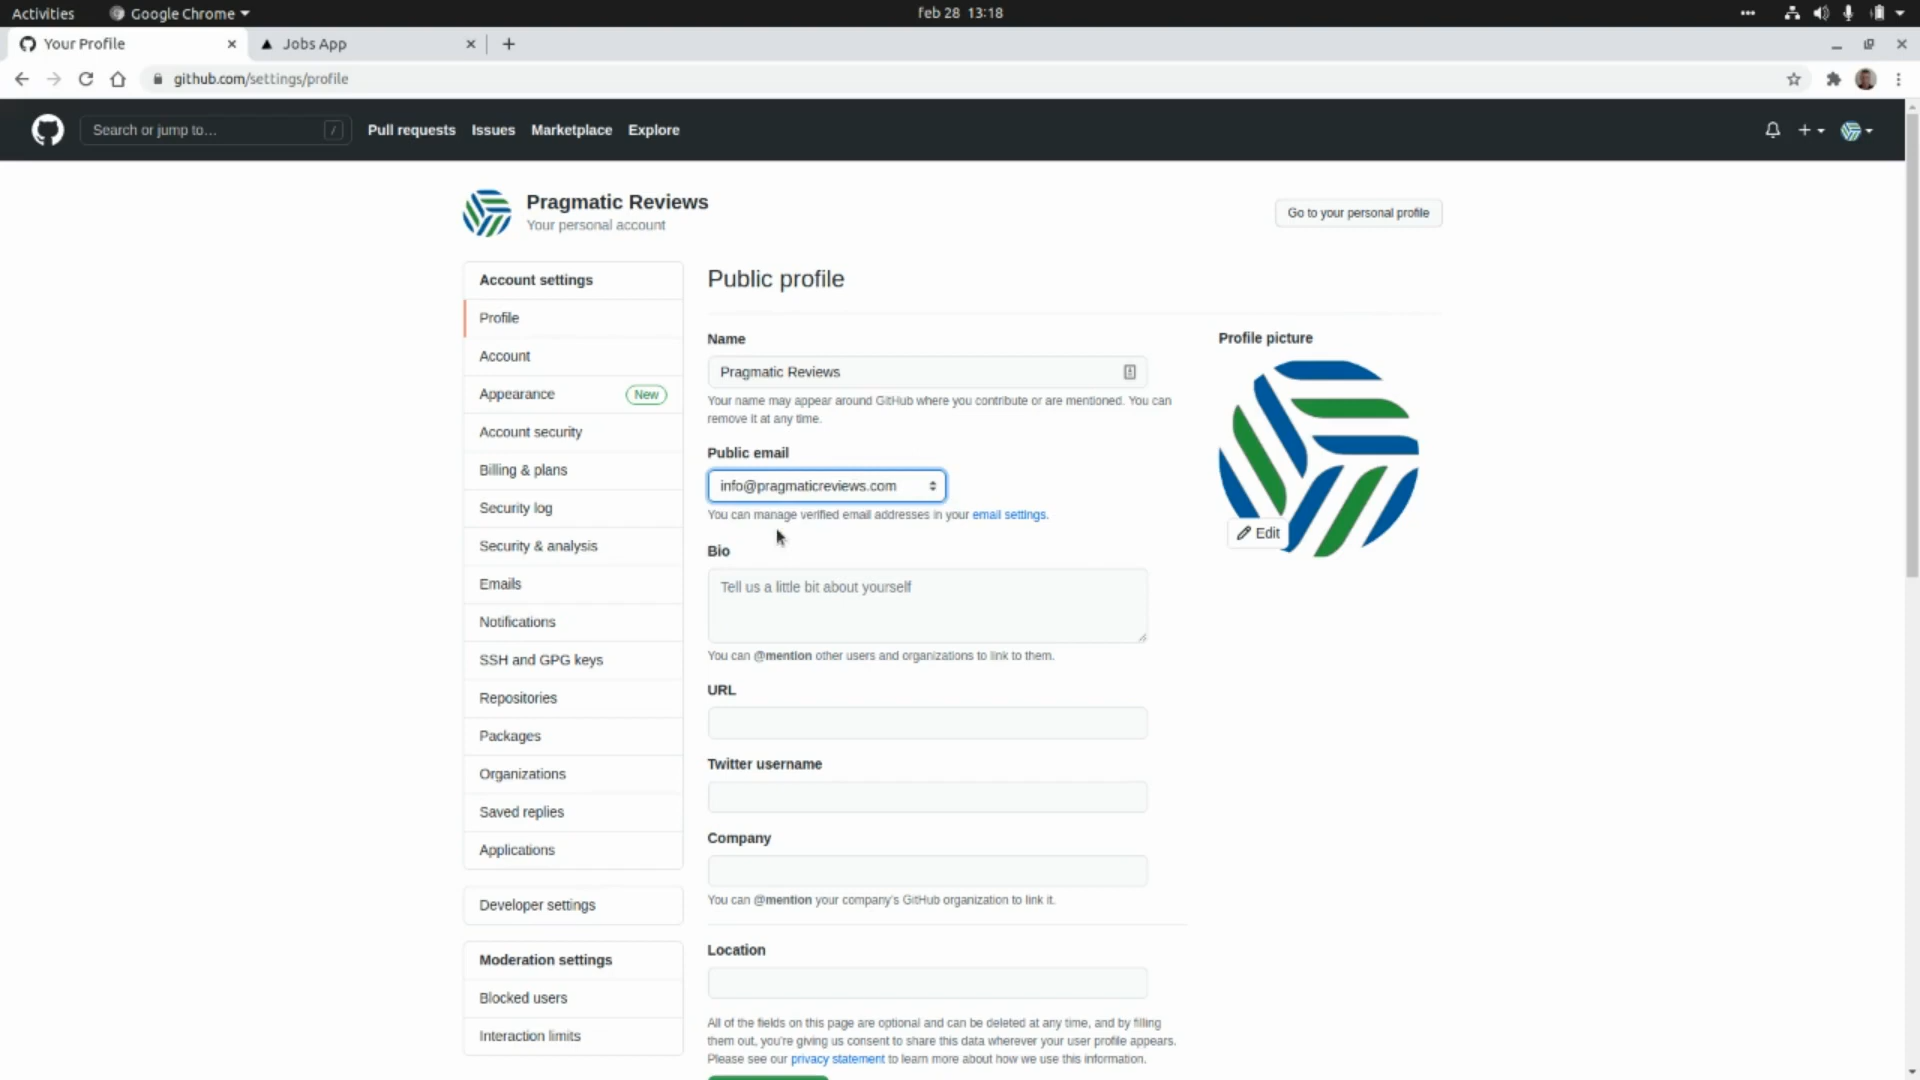 Activities
Google Chrome
feb 28 13:18
Your Profile
Jobs App
github.com/settings/profile
Search or jump to...
/
Pull requests
Issues
Marketplace
Explore
Pragmatic Reviews
Your personal account
Go to your personal profile
Account settings
Profile
Account
Appearance
New
Account security
Billing & plans
Security log
Security & analysis
Emails
Notifications
SSH and GPG keys
Repositories
Packages
Organizations
Saved replies
Applications
Developer settings
Moderation settings
Blocked users
Interaction limits
Public profile
Name
Pragmatic Reviews
Your name may appear around GitHub where you contribute or are mentioned. You can
remove it at any time.
Public email
info@pragmaticreviews.com
You can manage verified email addresses in your email settings.
Bio
Tell us a little bit about yourself
You can @mention other users and organizations to link to them.
URL
Twitter username
Company
You can @mention your company's GitHub organization to link it.
Location
All of the fields on this page are optional and can be deleted at any time, and by filling
them out, you're giving us consent to share this data wherever your user profile appears.
Please see our privacy statement to learn more about how we use this information.
Profile picture
Edit